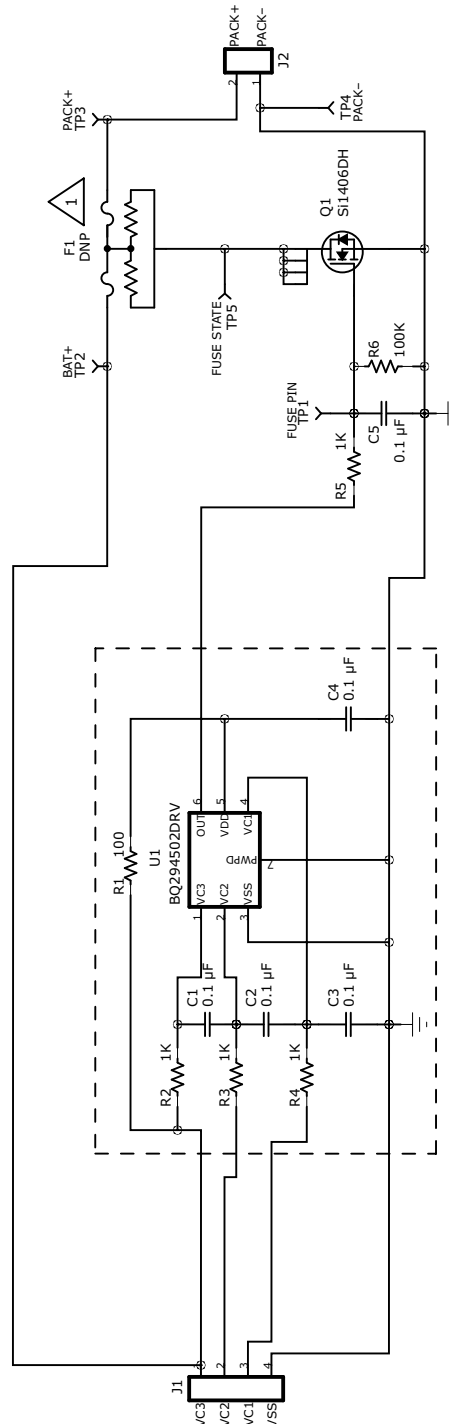 J1
VC3
VC2
VC1
VSS
1
2
3
4
R1 100
R2 1K
R3 1K
R4 1K
C1
0.1 µF
C2
0.1 µF
C3
0.1 µF
C4
0.1 µF
U1
BQ294502DRV
1
VC3
2
VC2
3
VSS
6
OUT
5
VDD
4
VC1
PWPD
7
BAT+
TP2
F1
DNP
1
PACK+
TP3
FUSE STATE
TP5
FUSE PIN
TP1
R5 1K
C5
0.1 µF
R6
100K
Q1
Si1406DH
PACK+
PACK-
2
1
J2
TP4
PACK-